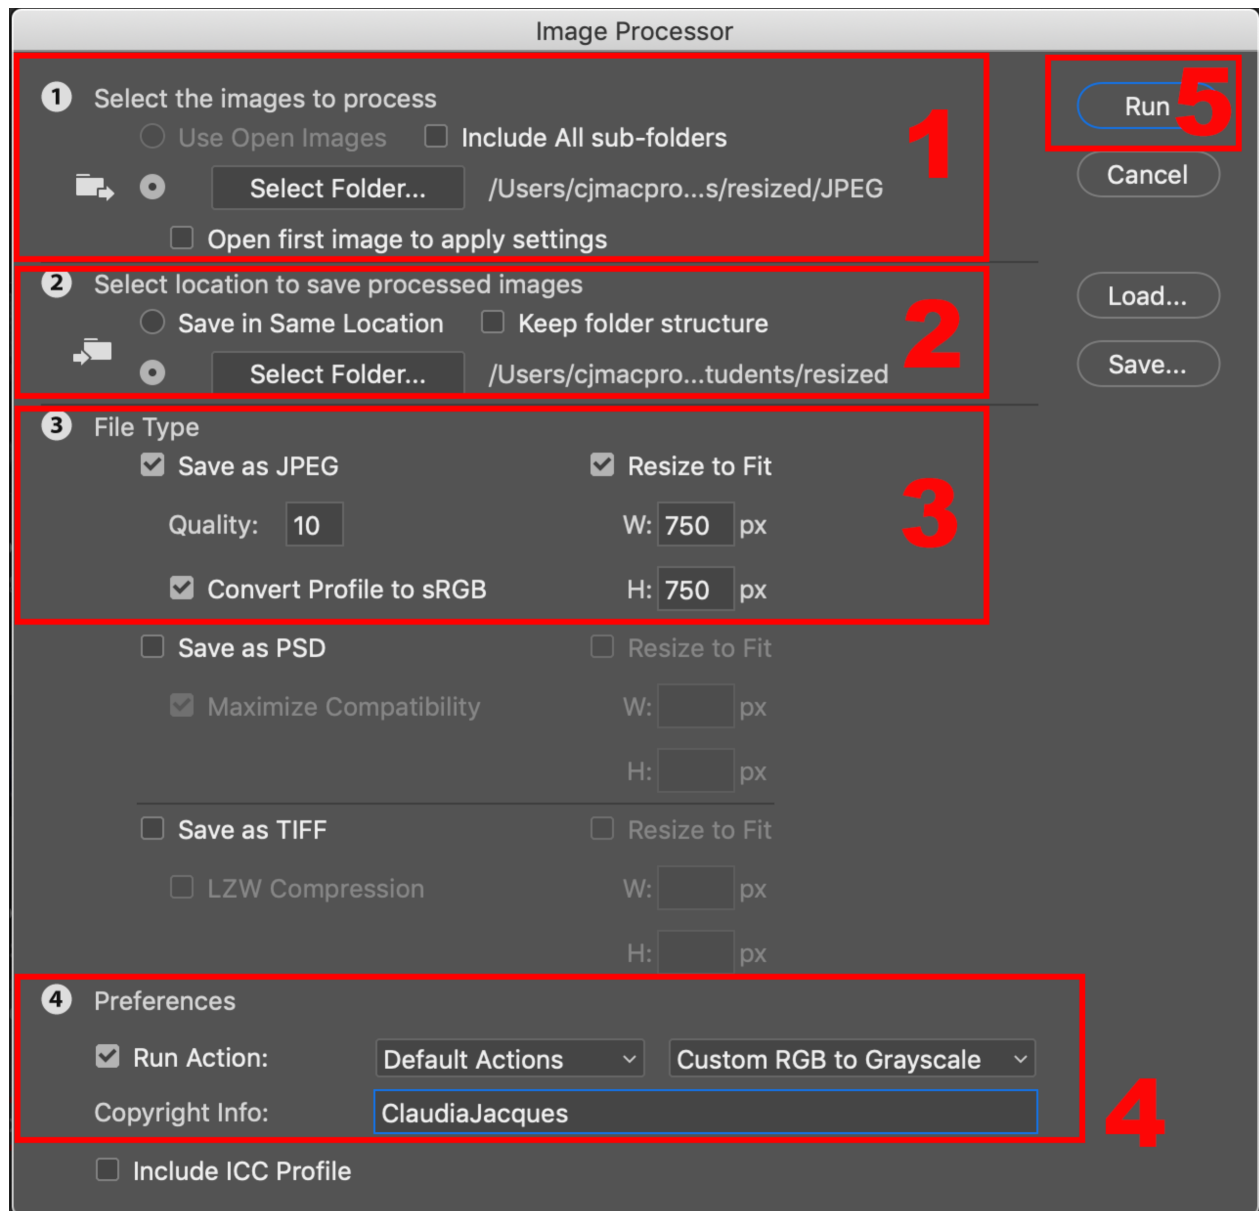 Image Processor
1 Select the images to process
Use Open Images Include All sub-folders
Select Folder... /Users/cjmacpro...s/resized/JPEG
Open first image to apply settings
1
2 Select location to save processed images
Save in Same Location Keep folder structure
Select Folder... /Users/cjmacpro...tudents/resized
2
3 File Type
Save as JPEG Resize to Fit
Quality: 10 W: 750 px
Convert Profile to sRGB H: 750 px
3
Save as PSD Resize to Fit
Maximize Compatibility W: px
H: px
Save as TIFF Resize to Fit
LZW Compression W: px
H: px
4 Preferences
Run Action: Default Actions Custom RGB to Grayscale
Copyright Info: ClaudiaJacques
4
Include ICC Profile
Run
5
Cancel
Load...
Save...